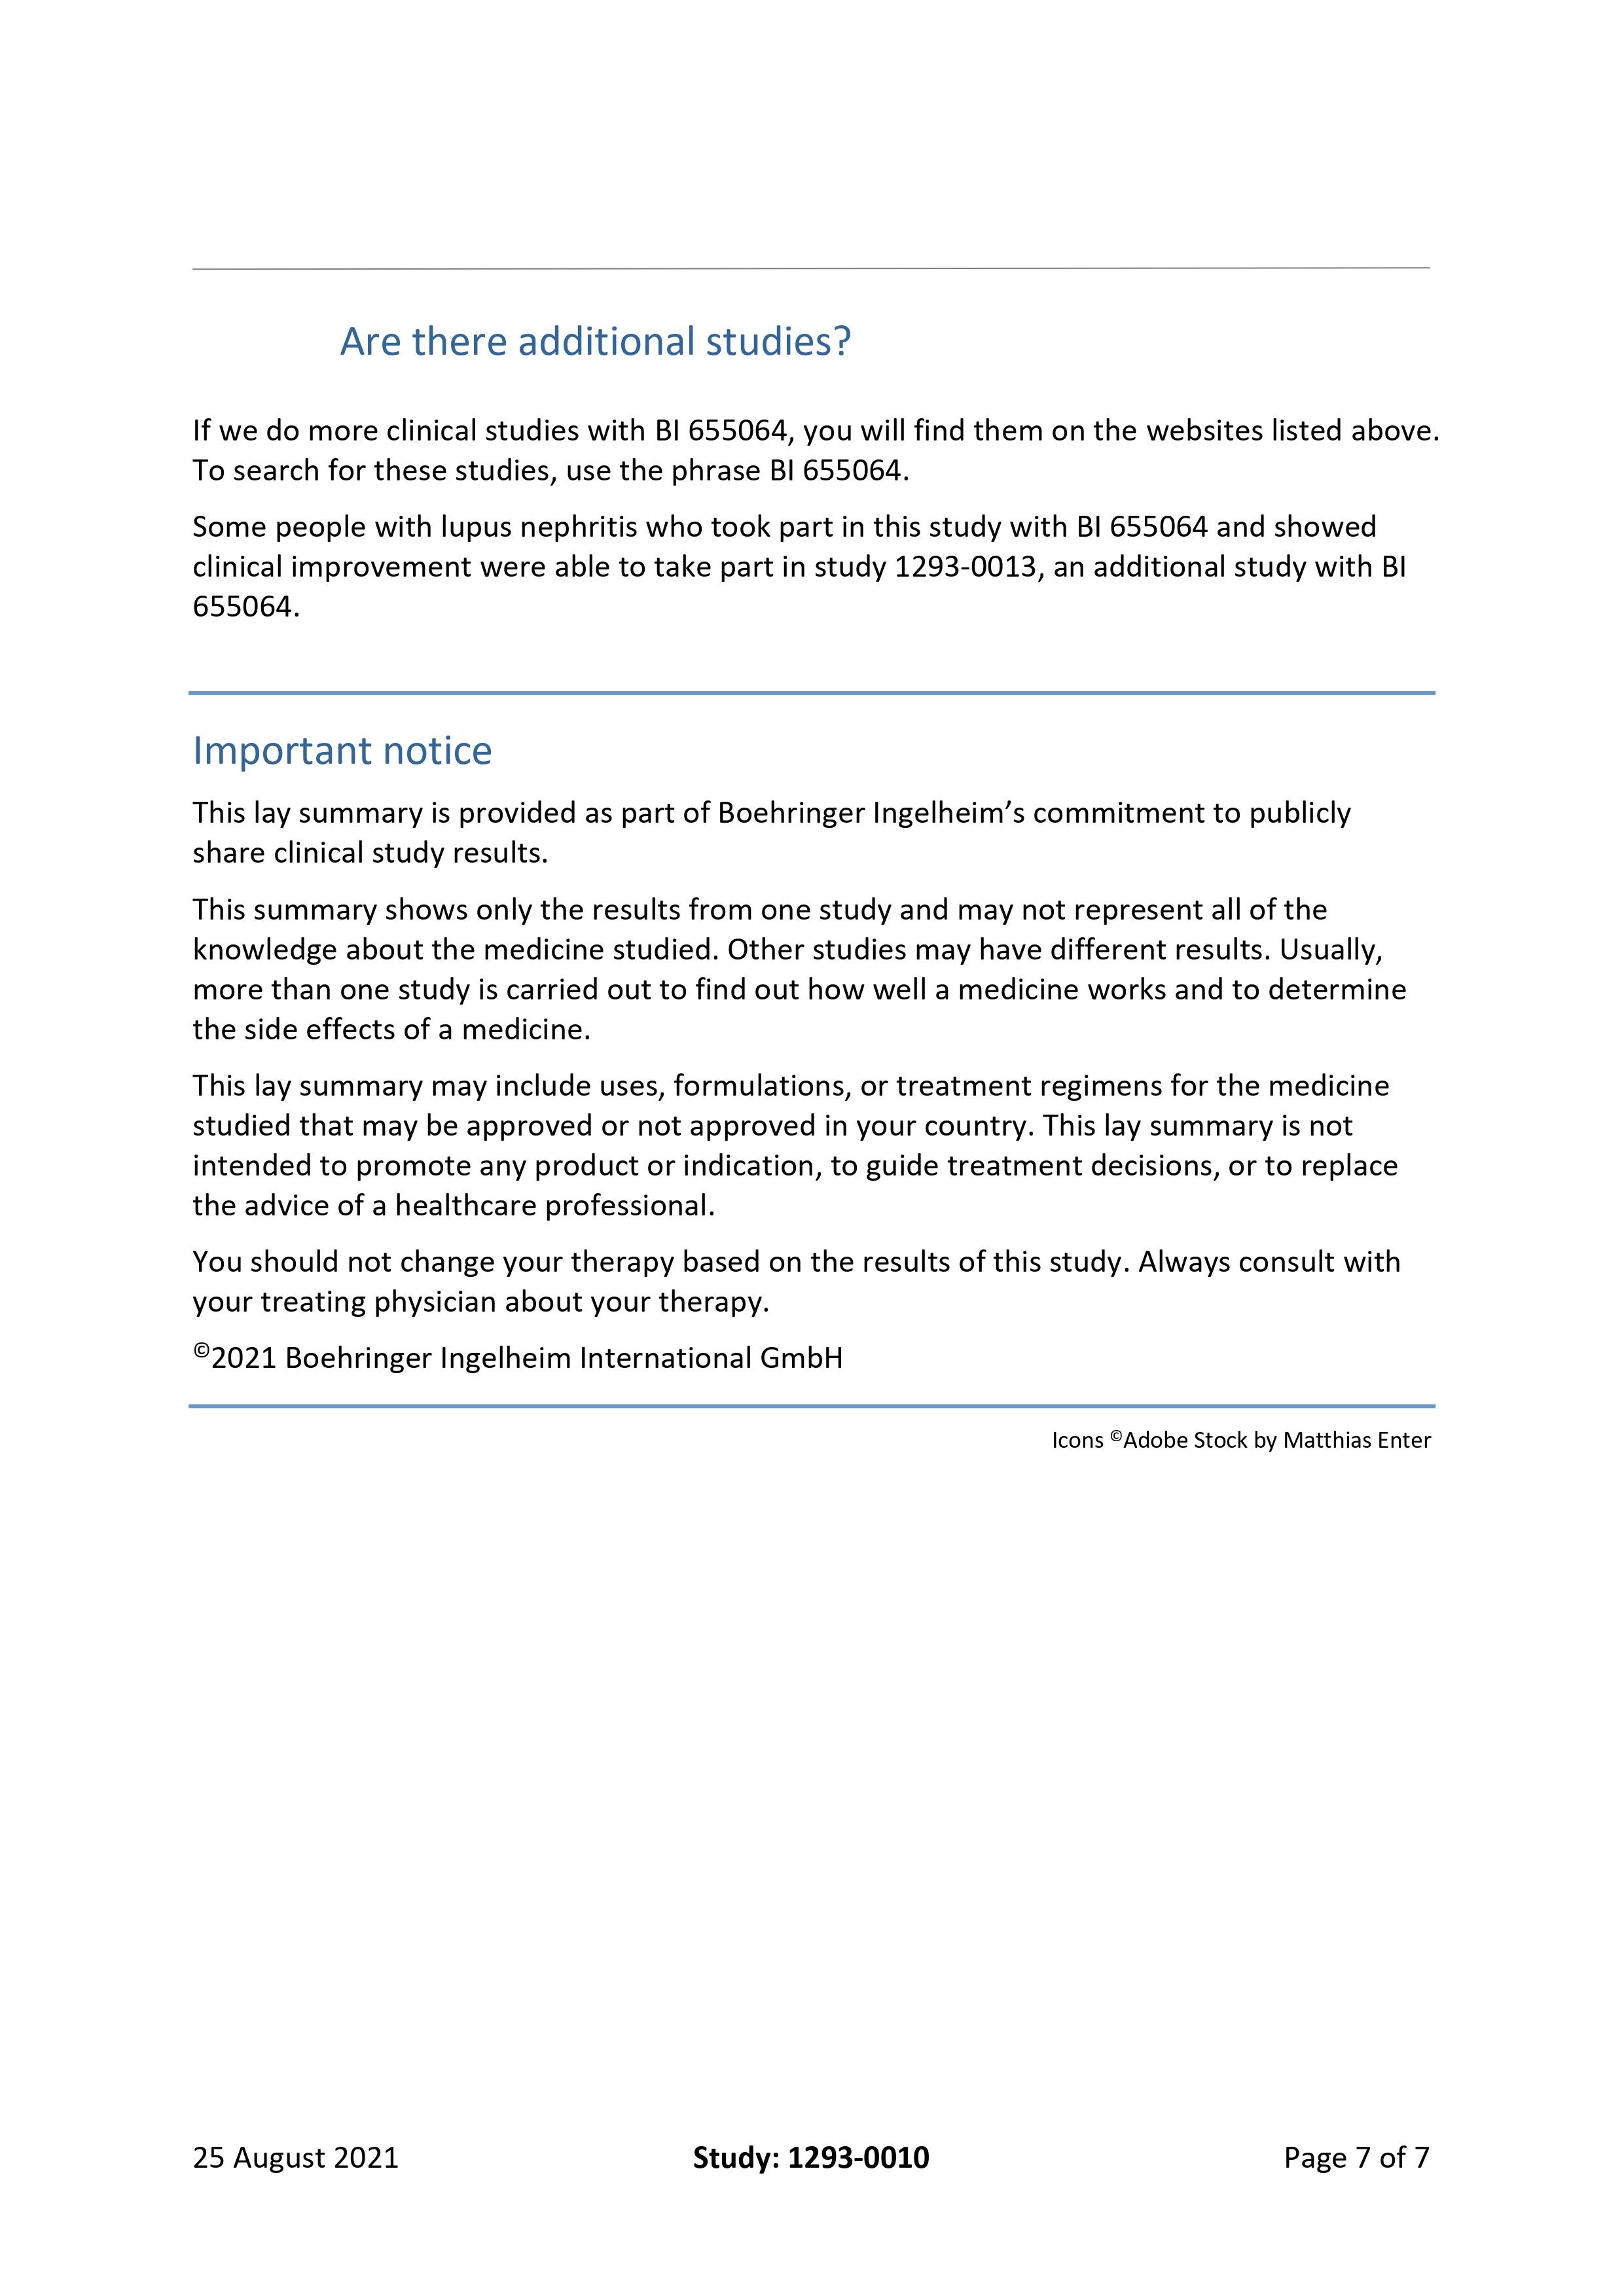 Are there additional studies?
If we do more clinical studies with BI 655064, you will find them on the websites listed above.
To search for these studies, use the phrase BI 655064.
Some people with lupus nephritis who took part in this study with BI 655064 and showed
clinical improvement were able to take part in study 1293-0013, an additional study with BI
655064.
Important notice
This lay summary is provided as part of Boehringer Ingelheim’s commitment to publicly
share clinical study results.
This summary shows only the results from one study and may not represent all of the
knowledge about the medicine studied. Other studies may have different results. Usually,
more than one study is carried out to find out how well a medicine works and to determine
the side effects of a medicine.
This lay summary may include uses, formulations, or treatment regimens for the medicine
studied that may be approved or not approved in your country. This lay summary is not
intended to promote any product or indication, to guide treatment decisions, or to replace
the advice of a healthcare professional.
You should not change your therapy based on the results of this study. Always consult with
your treating physician about your therapy.
©2021 Boehringer Ingelheim International GmbH
Icons ©Adobe Stock by Matthias Enter
25 August 2021 Study: 1293-0010 Page 7 of 7